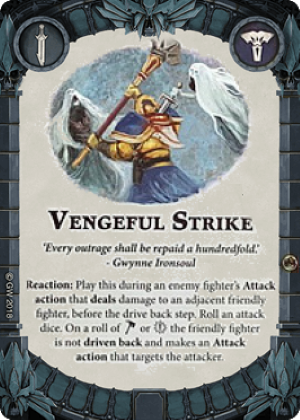 VENGEFUL STRIKE
'Every outrage shall be repaid a hundredfold.'
- Gwynne Ironsoul
Reaction: Play this during an enemy fighter's Attack
action that deals damage to an adjacent friendly
fighter, before the drive back step. Roll an attack
dice. On a roll of or the friendly fighter
is not driven back and makes an Attack
action that targets the attacker.
© GW 2018